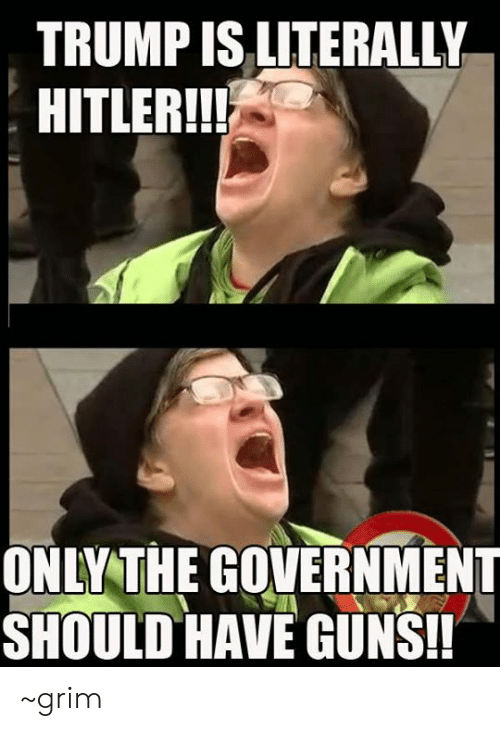 TRUMP IS LITERALLY
HITLER!!!
ONLY THE GOVERNMENT
SHOULD HAVE GUNS!!
~grim